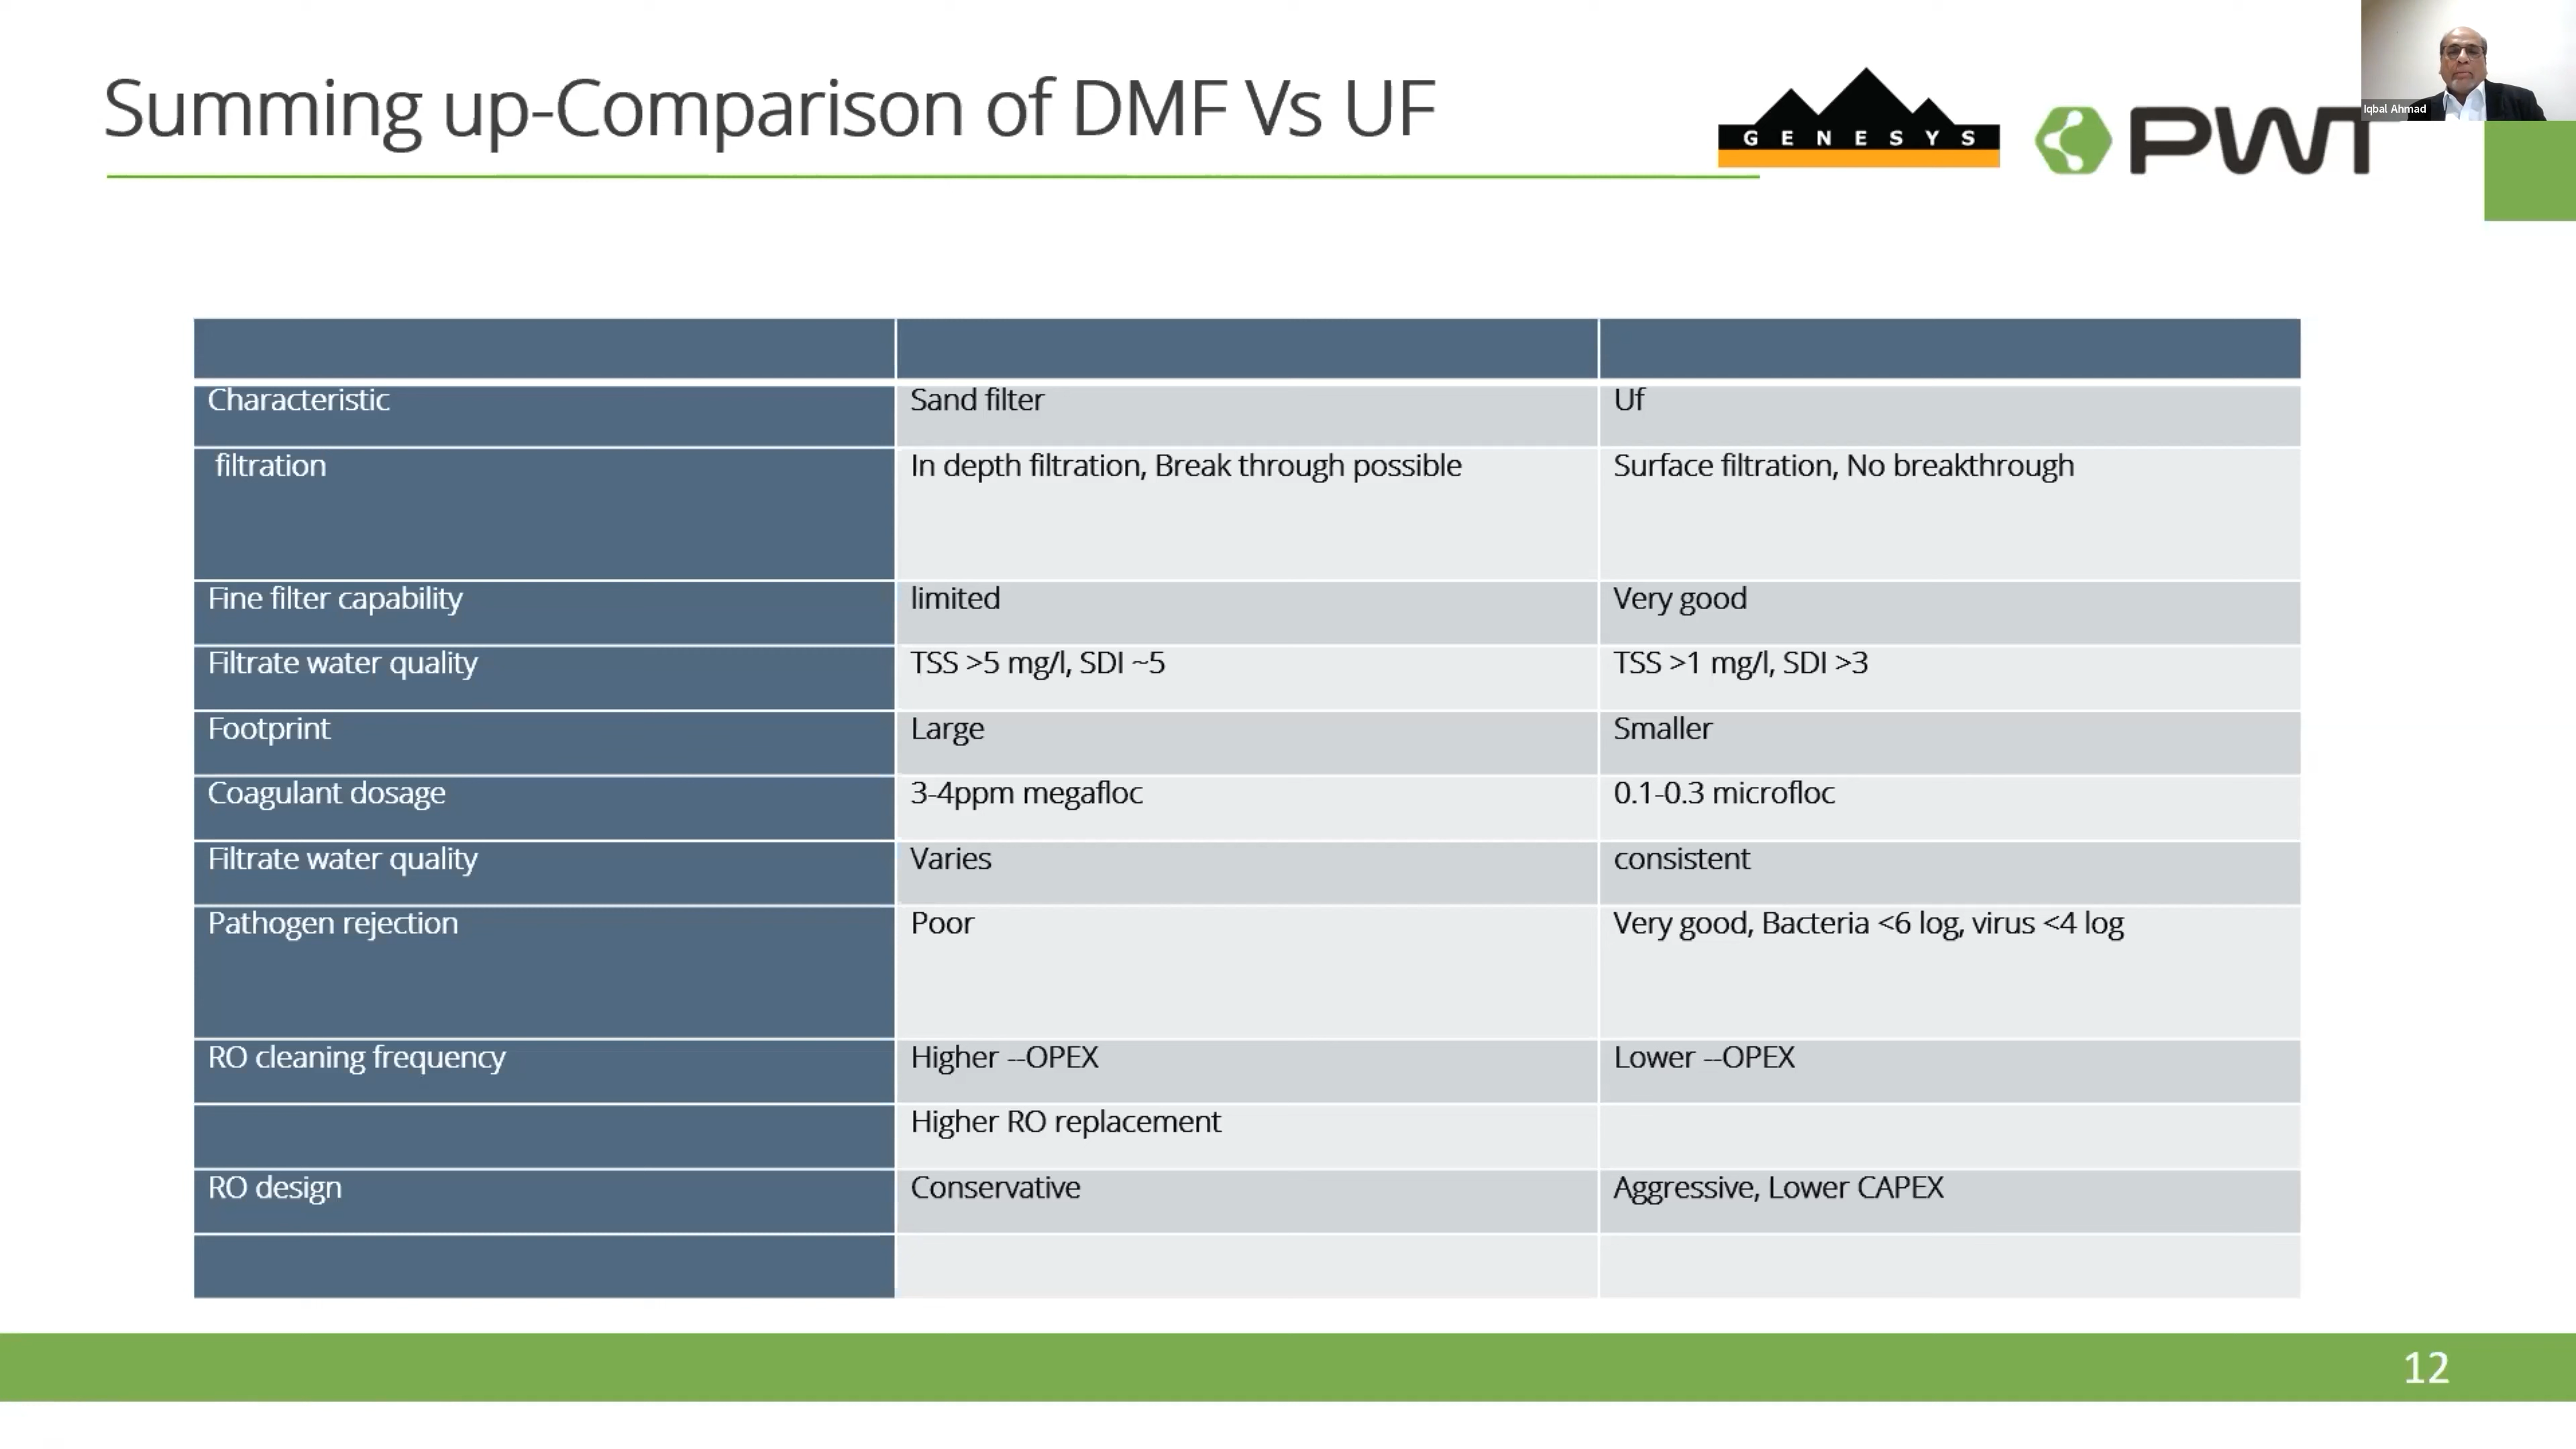 Summing up-Comparison of DMF Vs UF
GENESYS
PWT
Iqbal Ahmad
Characteristic Sand filter Uf
filtration In depth filtration, Break through possible Surface filtration, No breakthrough
Fine filter capability limited Very good
Filtrate water quality TSS >5 mg/l, SDI ~5 TSS >1 mg/l, SDI >3
Footprint Large Smaller
Coagulant dosage 3-4ppm megafloc 0.1-0.3 microfloc
Filtrate water quality Varies consistent
Pathogen rejection Poor Very good, Bacteria <6 log, virus <4 log
RO cleaning frequency Higher --OPEX Lower --OPEX
Higher RO replacement
RO design Conservative Aggressive, Lower CAPEX
12